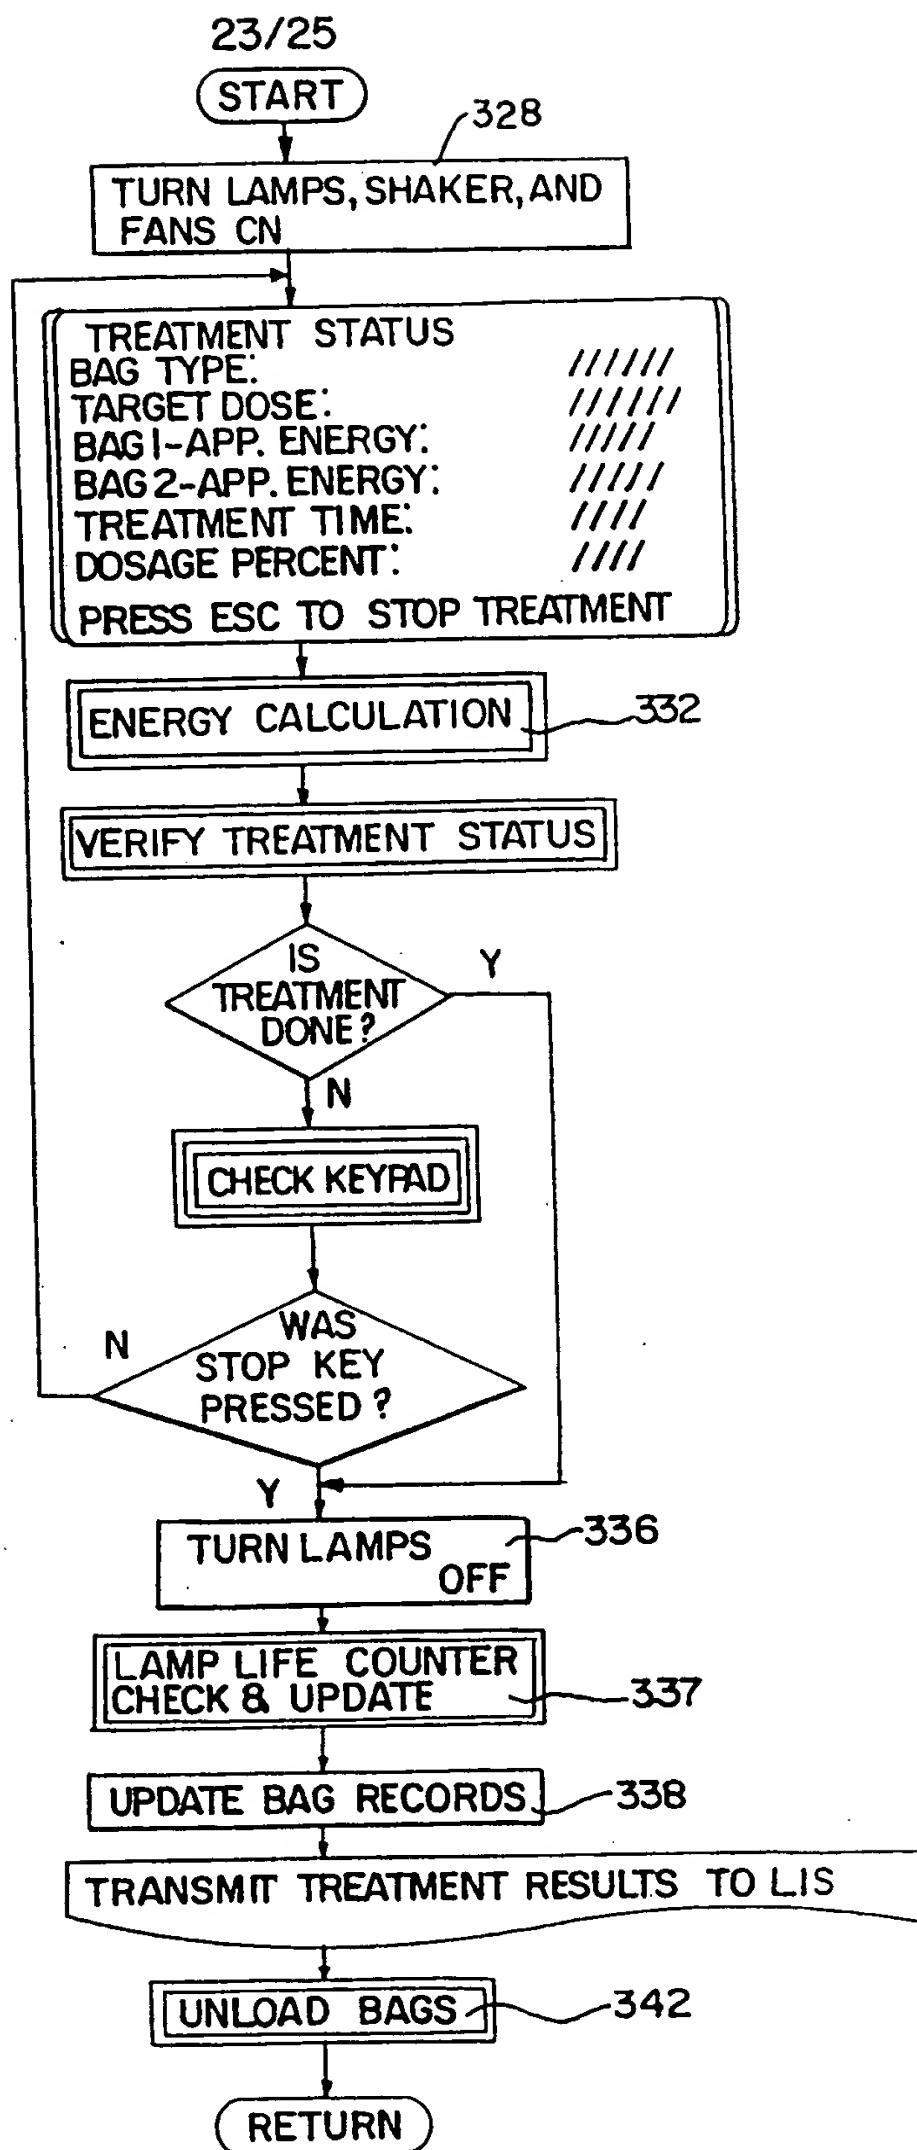 23/25
START
328
TURN LAMPS, SHAKER, AND
FANS CN
TREATMENT STATUS
BAG TYPE: //////
TARGET DOSE: //////
BAG 1-APP. ENERGY: /////
BAG 2-APP. ENERGY: /////
TREATMENT TIME: ////
DOSAGE PERCENT: ////
PRESS ESC TO STOP TREATMENT
ENERGY CALCULATION
332
VERIFY TREATMENT STATUS
IS
TREATMENT
DONE?
Y
N
CHECK KEYPAD
WAS
STOP KEY
PRESSED?
N
Y
TURN LAMPS
OFF
336
LAMP LIFE COUNTER
CHECK & UPDATE
337
UPDATE BAG RECORDS
338
TRANSMIT TREATMENT RESULTS TO LIS
UNLOAD BAGS
342
RETURN